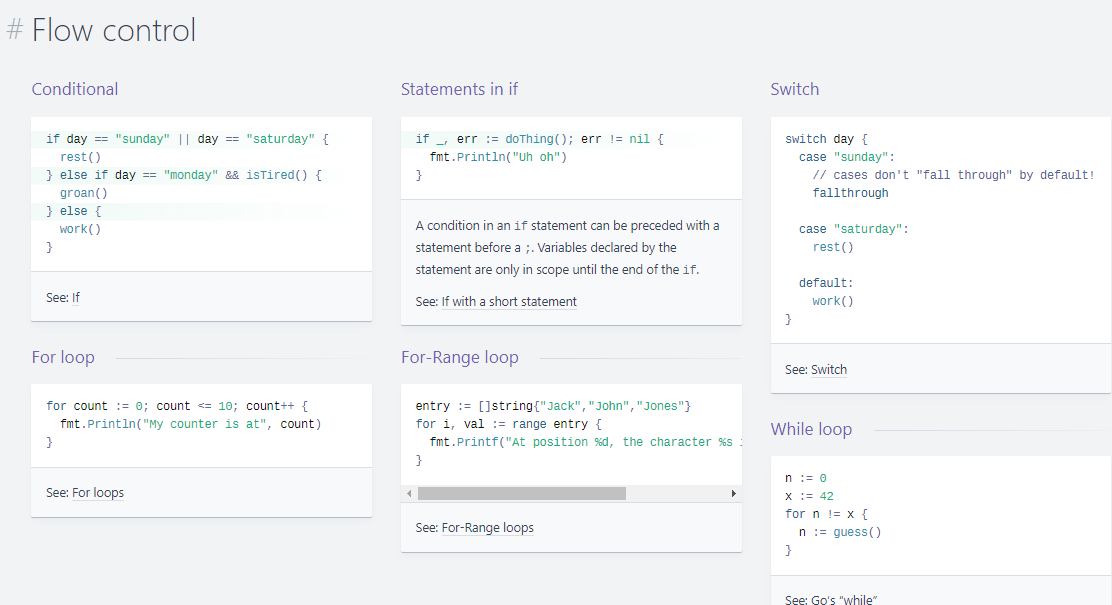 # Flow control
Conditional
if day == "sunday" || day == "saturday" {
  rest()
} else if day == "monday" && isTired() {
  groan()
} else {
  work()
}
See: If
Statements in if
if _, err := doThing(); err != nil {
  fmt.Println("Uh oh")
}
A condition in an if statement can be preceded with a
statement before a ;. Variables declared by the
statement are only in scope until the end of the if.
See: If with a short statement
Switch
switch day {
  case "sunday":
    // cases don't "fall through" by default!
    fallthrough
  case "saturday":
    rest()
  default:
    work()
}
See: Switch
For loop
for count := 0; count <= 10; count++ {
  fmt.Println("My counter is at", count)
}
See: For loops
For-Range loop
entry := []string{"Jack","John","Jones"}
for i, val := range entry {
  fmt.Printf("At position %d, the character %s
}
See: For-Range loops
While loop
n := 0
x := 42
for n != x {
  n := guess()
}
See: Go's "while"